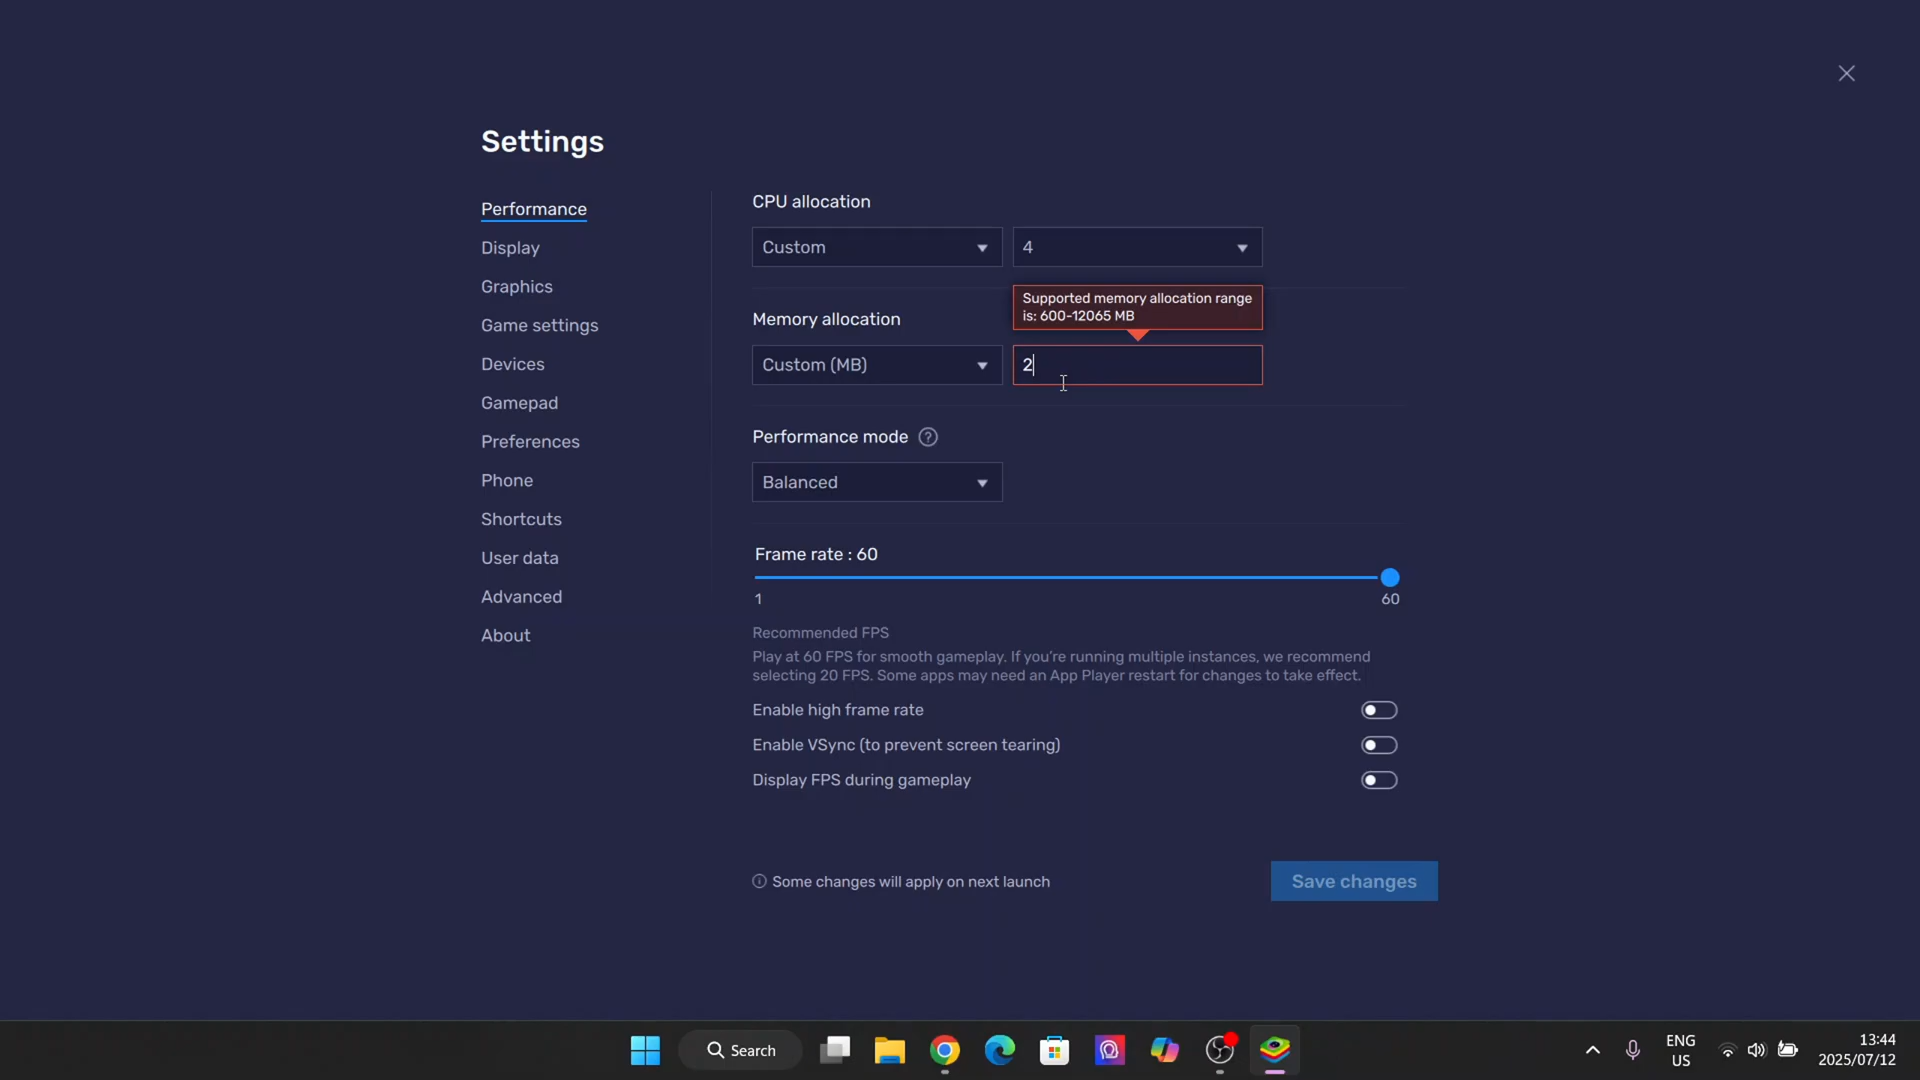 Settings
Performance
Display
Graphics
Game settings
Devices
Gamepad
Preferences
Phone
Shortcuts
User data
Advanced
About
CPU allocation
Custom
4
Supported memory allocation range
is: 600-12065 MB
Memory allocation
Custom (MB)
2
Performance mode
?
Balanced
Frame rate : 60
1
60
Recommended FPS
Play at 60 FPS for smooth gameplay. If you're running multiple instances, we recommend
selecting 20 FPS. Some apps may need an App Player restart for changes to take effect.
Enable high frame rate
Enable VSync (to prevent screen tearing)
Display FPS during gameplay
Some changes will apply on next launch
Save changes
Search
ENG
US
13:44
2025/07/12